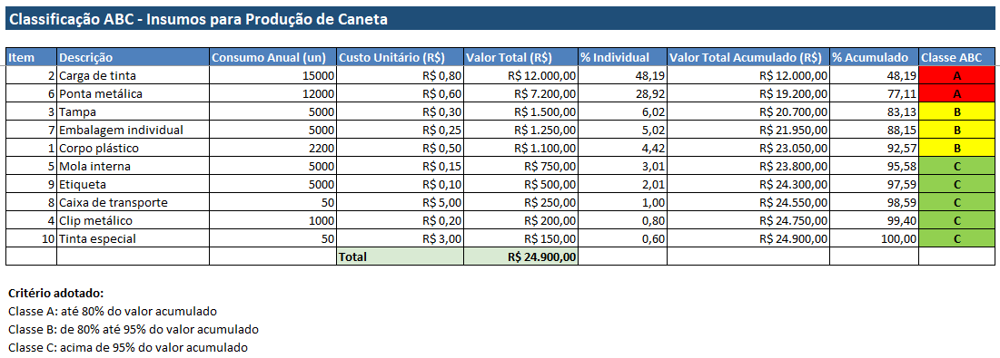 Classificação ABC - Insumos para Produção de Caneta
Item Descrição Consumo Anual (un) Custo Unitário (R$) Valor Total (R$) % Individual Valor Total Acumulado (R$) % Acumulado Classe ABC
2 Carga de tinta 15000 R$ 0,80 R$ 12.000,00 48,19 R$ 12.000,00 48,19 A
6 Ponta metálica 12000 R$ 0,60 R$ 7.200,00 28,92 R$ 19.200,00 77,11 A
3 Tampa 5000 R$ 0,30 R$ 1.500,00 6,02 R$ 20.700,00 83,13 B
7 Embalagem individual 5000 R$ 0,25 R$ 1.250,00 5,02 R$ 21.950,00 88,15 B
1 Corpo plástico 2200 R$ 0,50 R$ 1.100,00 4,42 R$ 23.050,00 92,57 B
5 Mola interna 5000 R$ 0,15 R$ 750,00 3,01 R$ 23.800,00 95,58 C
9 Etiqueta 5000 R$ 0,10 R$ 500,00 2,01 R$ 24.300,00 97,59 C
8 Caixa de transporte 50 R$ 5,00 R$ 250,00 1,00 R$ 24.550,00 98,59 C
4 Clip metálico 1000 R$ 0,20 R$ 200,00 0,80 R$ 24.750,00 99,40 C
10 Tinta especial 50 R$ 3,00 R$ 150,00 0,60 R$ 24.900,00 100,00 C
Total R$ 24.900,00
Critério adotado:
Classe A: até 80% do valor acumulado
Classe B: de 80% até 95% do valor acumulado
Classe C: acima de 95% do valor acumulado